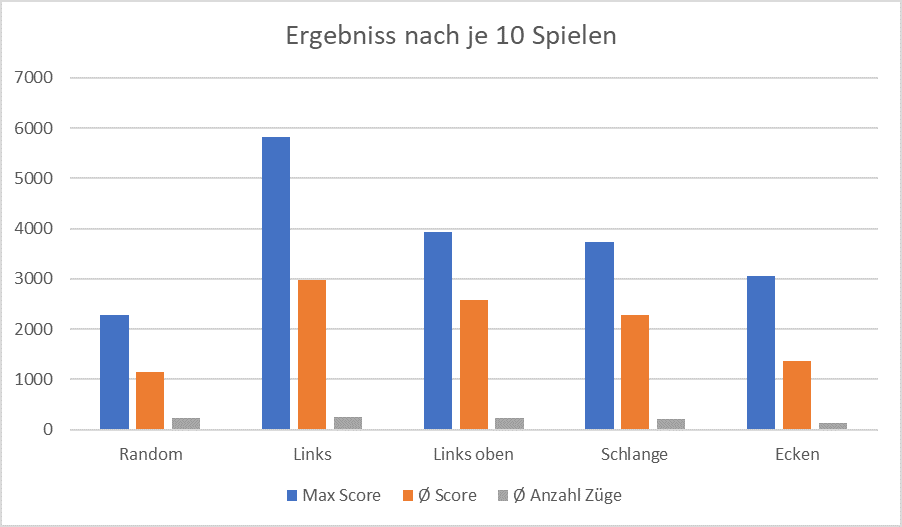 Ergebniss nach je 10 Spielen
7000
6000
5000
4000
3000
2000
1000
0
Random Links Links oben Schlange Ecken
Max Score Ø Score Ø Anzahl Züge